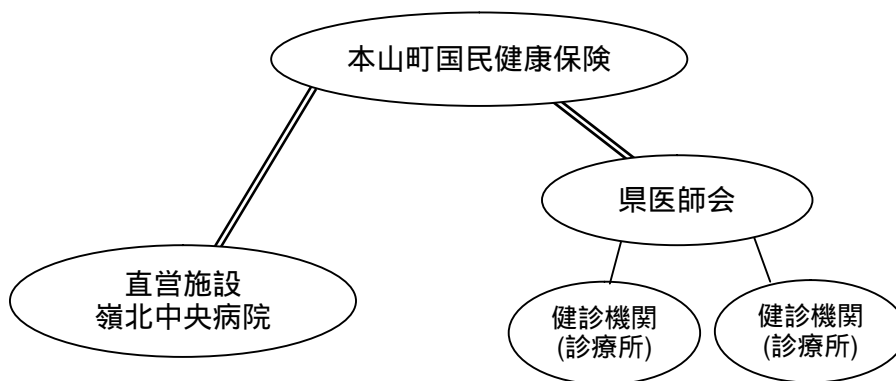 本山町国民健康保険
県医師会
直営施設
嶺北中央病院
健診機関
(診療所)
健診機関
(診療所)